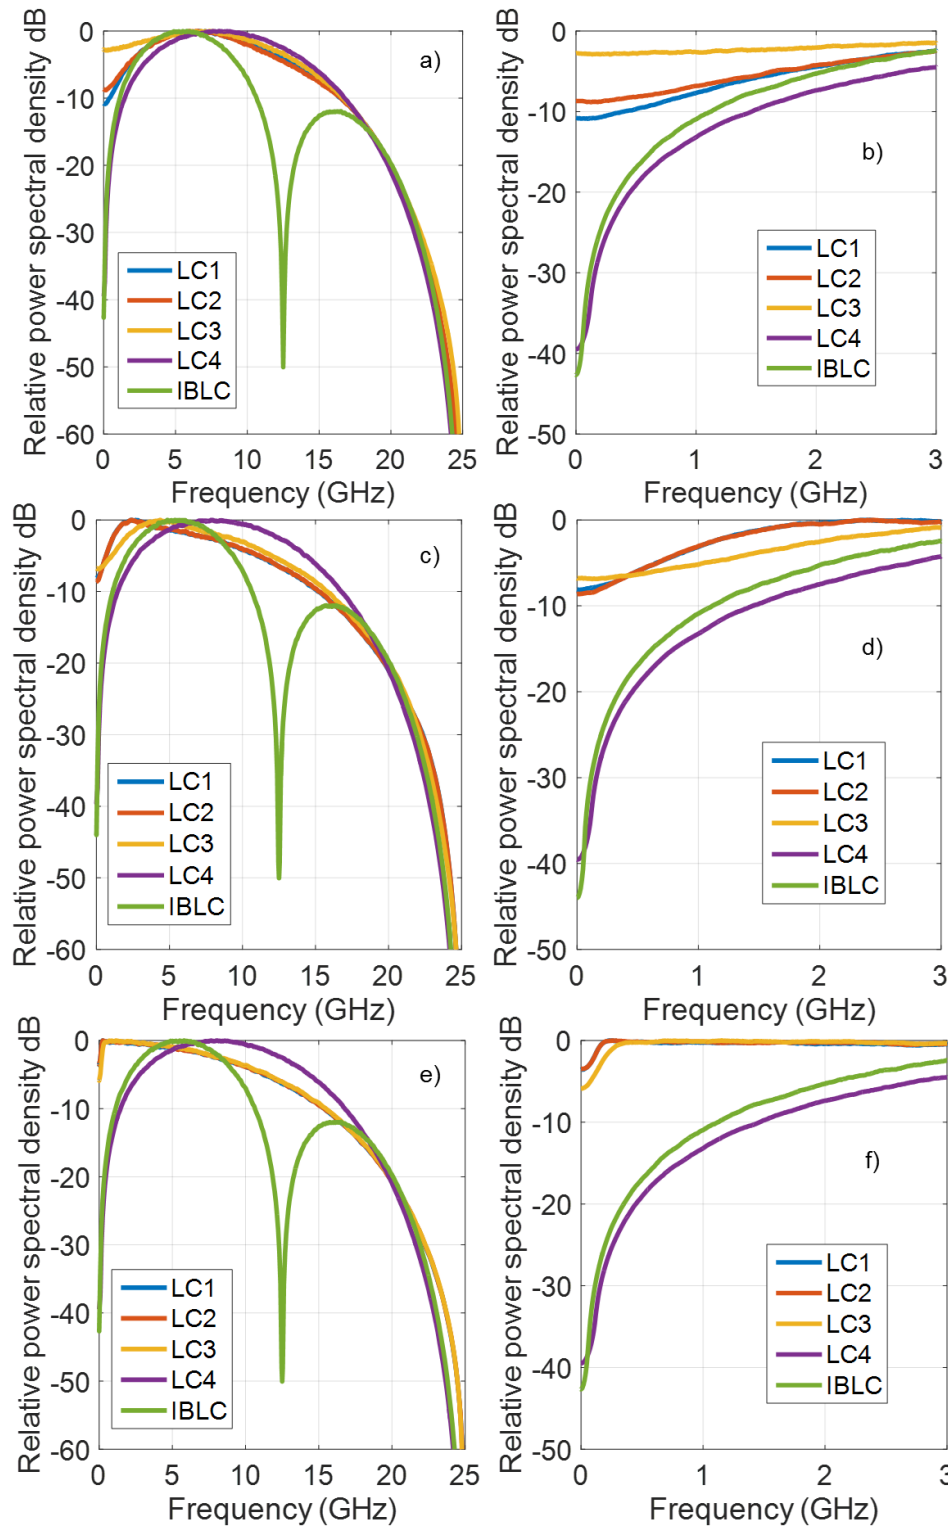 Relative power spectral density dB
0
-10
-20
-30
-40
-50
-60
a)
LC1
LC2
LC3
LC4
IBLC
0 5 10 15 20 25
Frequency (GHz)
Relative power spectral density dB
0
-10
-20
-30
-40
-50
b)
LC1
LC2
LC3
LC4
IBLC
0 1 2 3
Frequency (GHz)
Relative power spectral density dB
0
-10
-20
-30
-40
-50
-60
c)
LC1
LC2
LC3
LC4
IBLC
0 5 10 15 20 25
Frequency (GHz)
Relative power spectral density dB
0
-10
-20
-30
-40
-50
d)
LC1
LC2
LC3
LC4
IBLC
0 1 2 3
Frequency (GHz)
Relative power spectral density dB
0
-10
-20
-30
-40
-50
-60
e)
LC1
LC2
LC3
LC4
IBLC
0 5 10 15 20 25
Frequency (GHz)
Relative power spectral density dB
0
-10
-20
-30
-40
-50
f)
LC1
LC2
LC3
LC4
IBLC
0 1 2 3
Frequency (GHz)